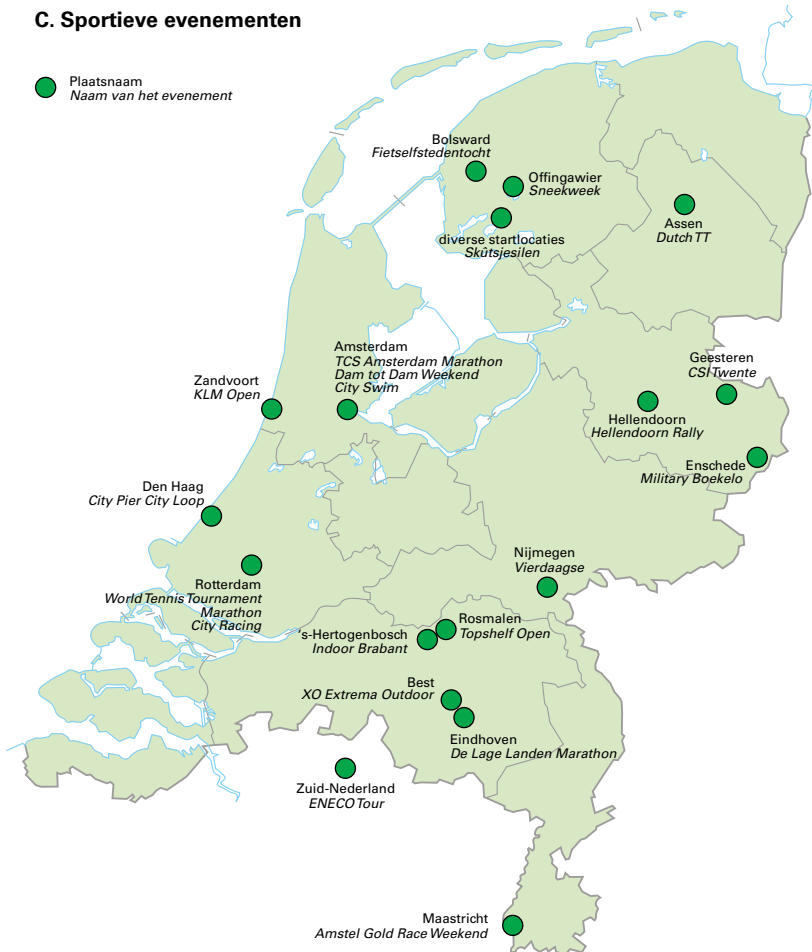 C. Sportieve evenementen
Plaatsnaam
Naam van het evenement
Bolsward
Fietselfstedentocht
Offingawier
Sneekweek
diverse startlocaties
Skûtsjesilen
Assen
Dutch TT
Amsterdam
TCS Amsterdam Marathon
Dam tot Dam Weekend
City Swim
Zandvoort
KLM Open
Geesteren
CSI Twente
Hellendoorn
Hellendoorn Rally
Enschede
Military Boekelo
Den Haag
City Pier City Loop
Rotterdam
World Tennis Tournament
Marathon
City Racing
Nijmegen
Vierdaagse
Rosmalen
Topshelf Open
's-Hertogenbosch
Indoor Brabant
Best
XO Extrema Outdoor
Eindhoven
De Lage Landen Marathon
Zuid-Nederland
ENECO Tour
Maastricht
Amstel Gold Race Weekend